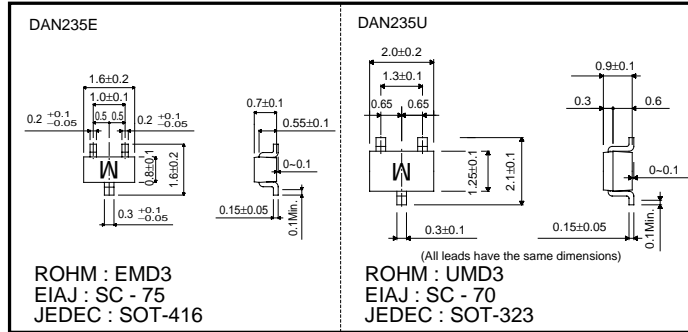 DAN235E
1.6±0.2
1.0±0.1
0.5 0.5
0.2 +0.1 −0.05
0.2 +0.1 −0.05
0.8±0.1
1.6±0.2
0.3 +0.1 −0.05
0.7±0.1
0.55±0.1
0~0.1
0.15±0.05
0.1Min.
ROHM : EMD3
EIAJ : SC - 75
JEDEC : SOT-416
DAN235U
2.0±0.2
1.3±0.1
0.65 0.65
1.25±0.1
2.1±0.1
0.3±0.1
0.9±0.1
0.3 0.6
0~0.1
0.15±0.05
0.1Min.
(All leads have the same dimensions)
ROHM : UMD3
EIAJ : SC - 70
JEDEC : SOT-323